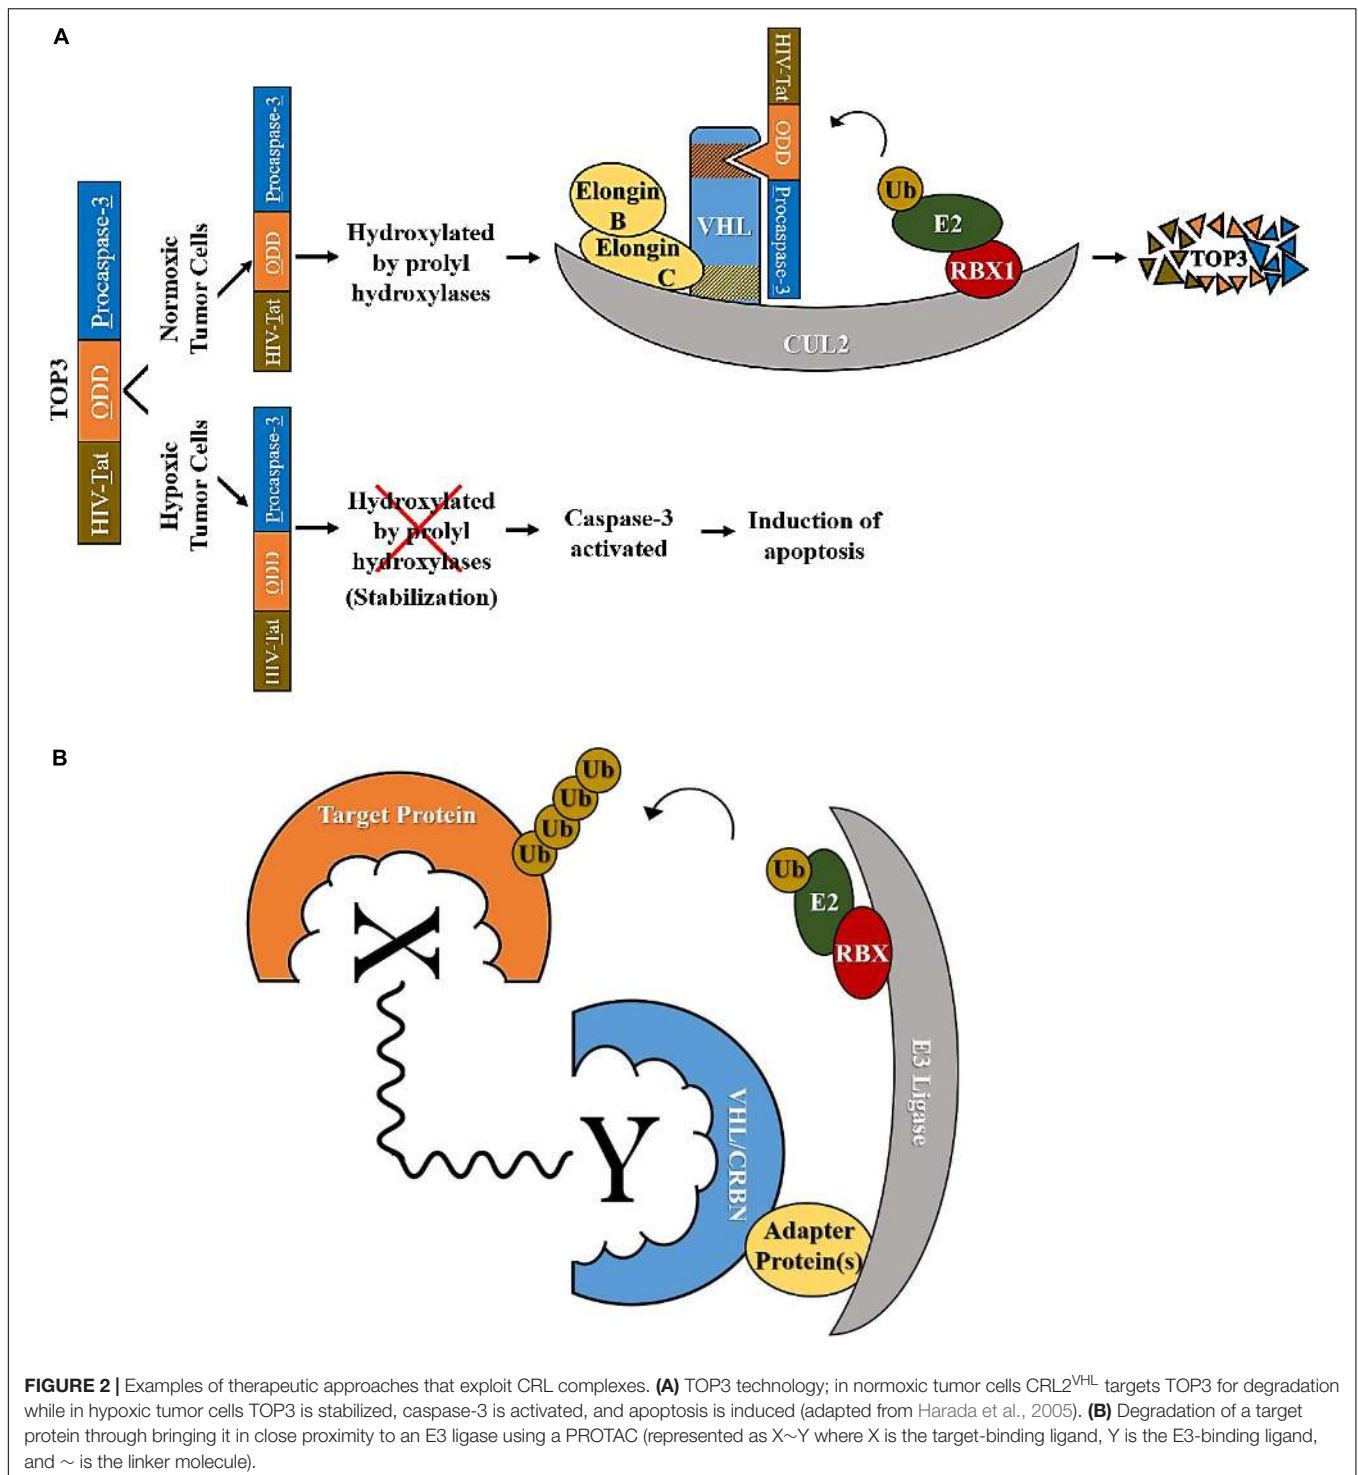 A
TOP3
HIV-Tat
ODD
Procaspase-3
Normoxic
Tumor Cells
Hypoxic
Tumor Cells
HIV-Tat
ODD
Procaspase-3
Hydroxylated
by prolyl
hydroxylases
Elongin
B
Elongin
C
VHL
HIV-Tat
ODD
Procaspase-3
Ub
E2
RBX1
CUL2
TOP3
HIV-Tat
ODD
Procaspase-3
Hydroxylated
by prolyl
hydroxylases
(Stabilization)
Caspase-3
activated
Induction of
apoptosis
B
Target Protein
Ub
Ub
Ub
Ub
X
Y
VHL/CRBN
Ub
E2
RBX
E3 Ligase
Adapter
Protein(s)
FIGURE 2 | Examples of therapeutic approaches that exploit CRL complexes. (A) TOP3 technology; in normoxic tumor cells CRL2VHL targets TOP3 for degradation
while in hypoxic tumor cells TOP3 is stabilized, caspase-3 is activated, and apoptosis is induced (adapted from Harada et al., 2005). (B) Degradation of a target
protein through bringing it in close proximity to an E3 ligase using a PROTAC (represented as X~Y where X is the target-binding ligand, Y is the E3-binding ligand,
and ~ is the linker molecule).